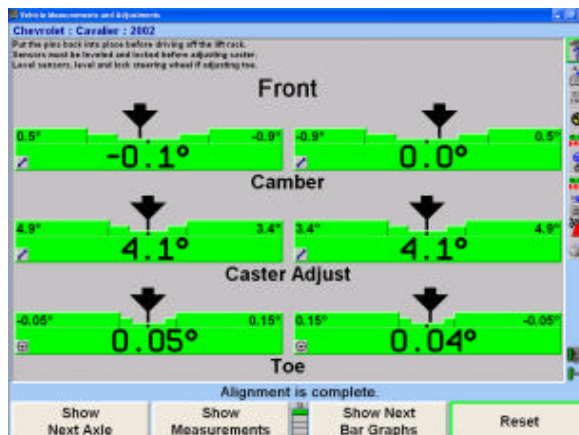 Vehicle Measurements and Adjustments
Chevrolet : Cavalier : 2002
Put the pins back into place before driving off the lift rack.
Sensors must be leveled and locked before adjusting caster.
Level sensors, level and lock steering wheel if adjusting toe.
Front
0.5° -0.9° -0.9° 0.5°
-0.1° 0.0°
Camber
4.9° 3.4° 3.4° 4.9°
4.1° 4.1°
Caster Adjust
-0.05° 0.15° 0.15° -0.05°
0.05° 0.04°
Toe
Alignment is complete.
Show Show Show Next Reset
Next Axle Measurements Bar Graphs